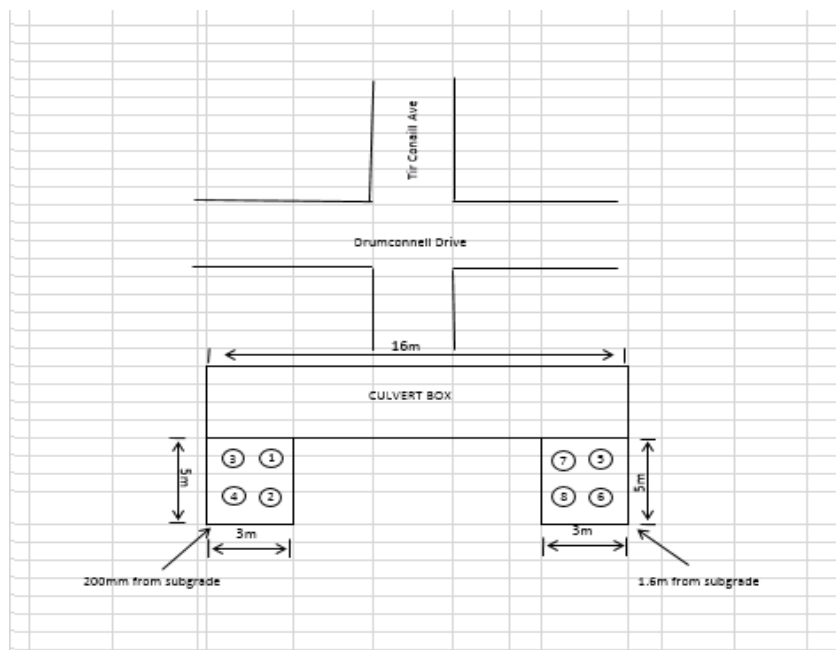 Tir Conaill Ave
Drumconnell Drive
16m
CULVERT BOX
3 1
7 5
5m
5m
4 2
8 6
3m
3m
200mm from subgrade
1.6m from subgrade